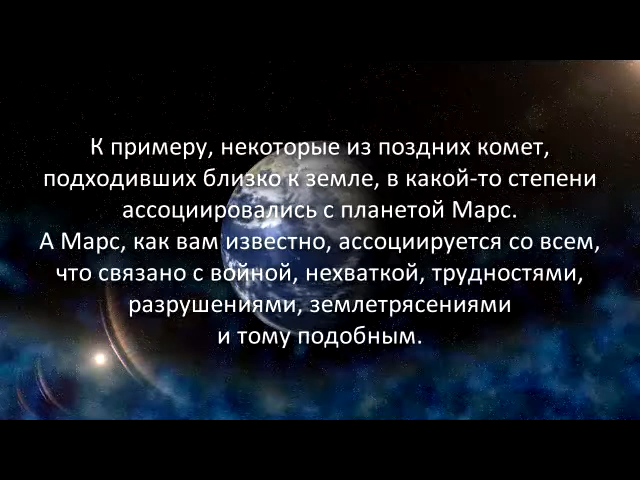 К примеру, некоторые из поздних комет,
подходивших близко к земле, в какой-то степени
ассоциировались с планетой Марс.
А Марс, как вам известно, ассоциируется со всем,
что связано с войной, нехваткой, трудностями,
разрушениями, землетрясениями
и тому подобным.